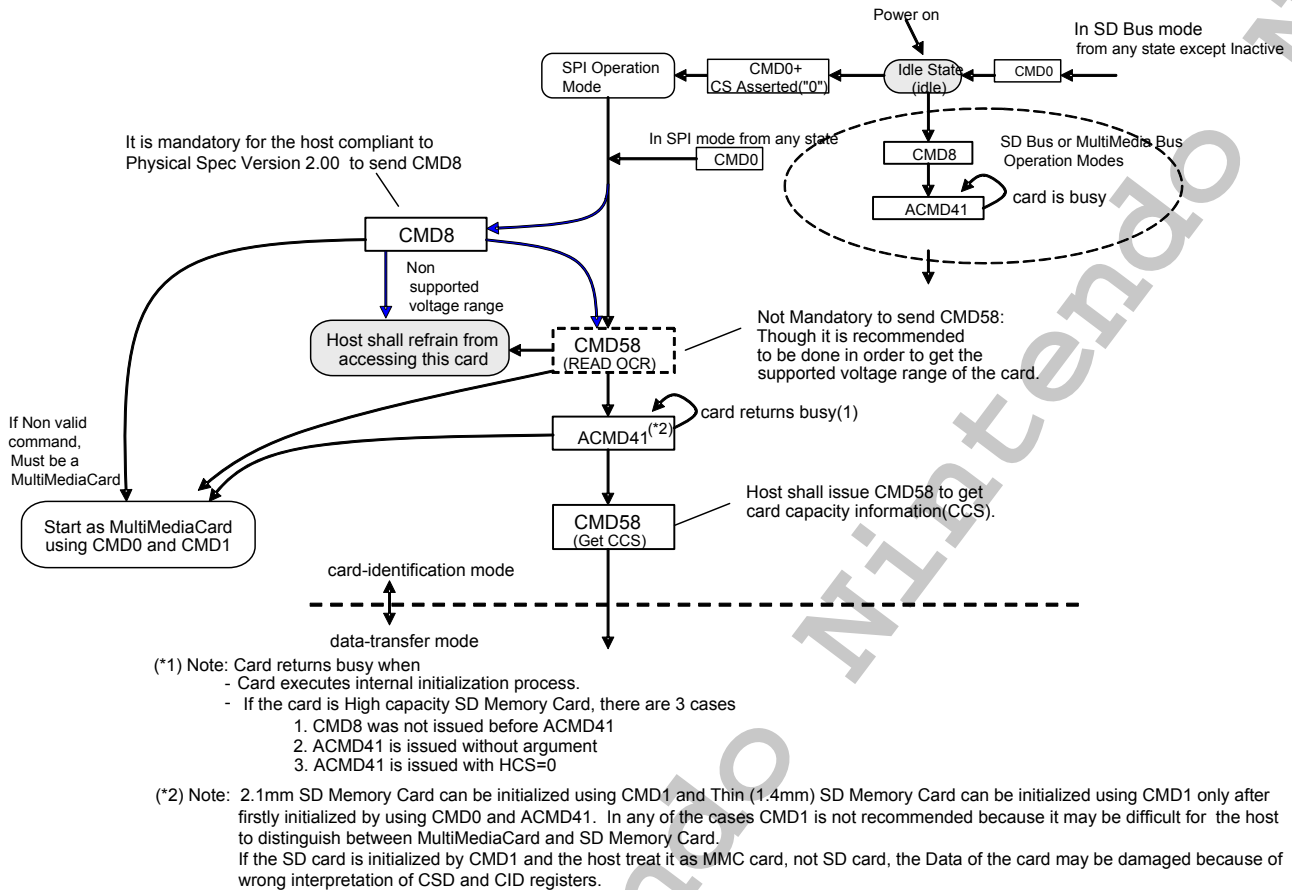 Power on
In SD Bus mode
from any state except Inactive
SPI Operation
Mode
CMD0+
CS Asserted("0")
Idle State
(idle)
CMD0
It is mandatory for the host compliant to
Physical Spec Version 2.00 to send CMD8
In SPI mode from any state
CMD0
CMD8
SD Bus or MultiMedia Bus
Operation Modes
ACMD41
card is busy
CMD8
Non
supported
voltage range
Host shall refrain from
accessing this card
CMD58
(READ OCR)
Not Mandatory to send CMD58:
Though it is recommended
to be done in order to get the
supported voltage range of the card.
If Non valid
command,
Must be a
MultiMediaCard
ACMD41(*2)
card returns busy(1)
Start as MultiMediaCard
using CMD0 and CMD1
CMD58
(Get CCS)
Host shall issue CMD58 to get
card capacity information(CCS).
card-identification mode
data-transfer mode
(*1) Note: Card returns busy when
- Card executes internal initialization process.
- If the card is High capacity SD Memory Card, there are 3 cases
1. CMD8 was not issued before ACMD41
2. ACMD41 is issued without argument
3. ACMD41 is issued with HCS=0
(*2) Note: 2.1mm SD Memory Card can be initialized using CMD1 and Thin (1.4mm) SD Memory Card can be initialized using CMD1 only after
firstly initialized by using CMD0 and ACMD41. In any of the cases CMD1 is not recommended because it may be difficult for the host
to distinguish between MultiMediaCard and SD Memory Card.
If the SD card is initialized by CMD1 and the host treat it as MMC card, not SD card, the Data of the card may be damaged because of
wrong interpretation of CSD and CID registers.
Nintendo